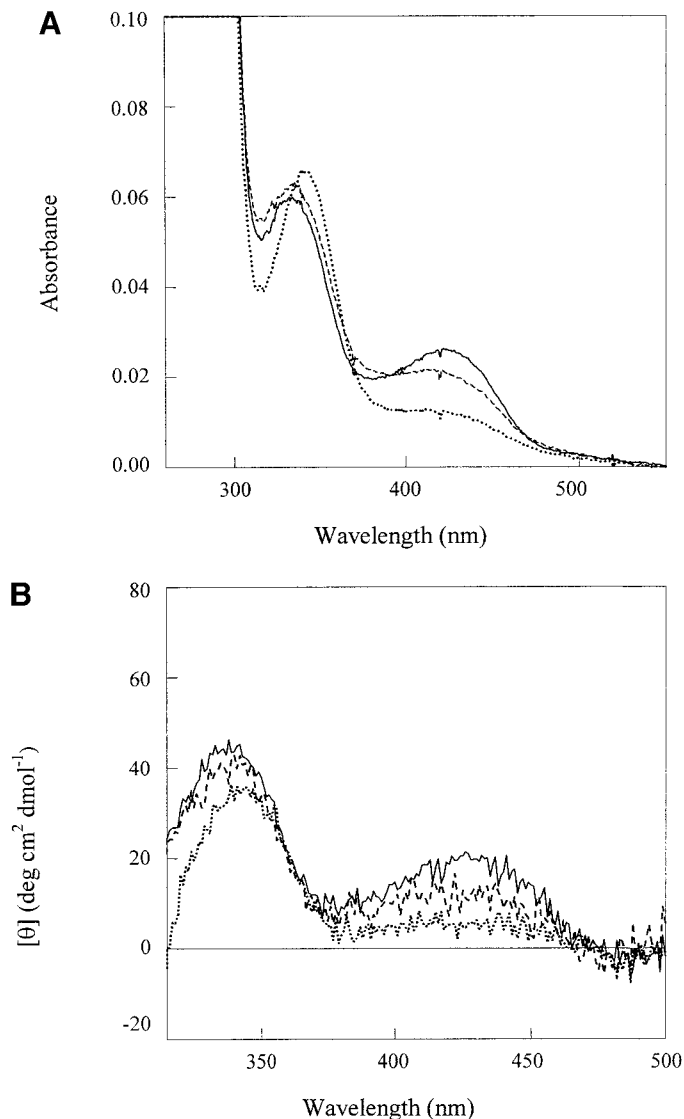 A
0.10
0.08
0.06
0.04
0.02
0.00
Absorbance
300 400 500
Wavelength (nm)
B
80
60
40
20
0
-20
[θ] (deg cm² dmol⁻¹)
350 400 450 500
Wavelength (nm)